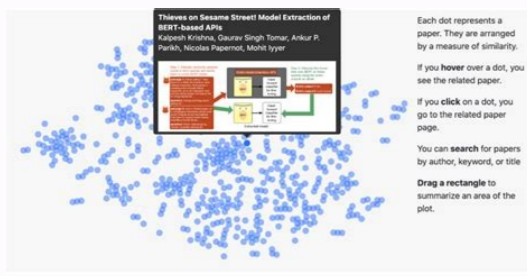 Thieves on Sesame Street! Model Extraction of
BERT-based APIs
Kalpesh Krishna, Gaurav Singh Tomar, Ankur P.
Parikh, Nicolas Papernot, Mohit Iyyer
Each dot represents a
paper. They are arranged
by a measure of similarity.
If you hover over a dot, you
see the related paper.
If you click on a dot, you
go to the related paper
page.
You can search for papers
by author, keyword, or title
Drag a rectangle to
summarize an area of the
plot.